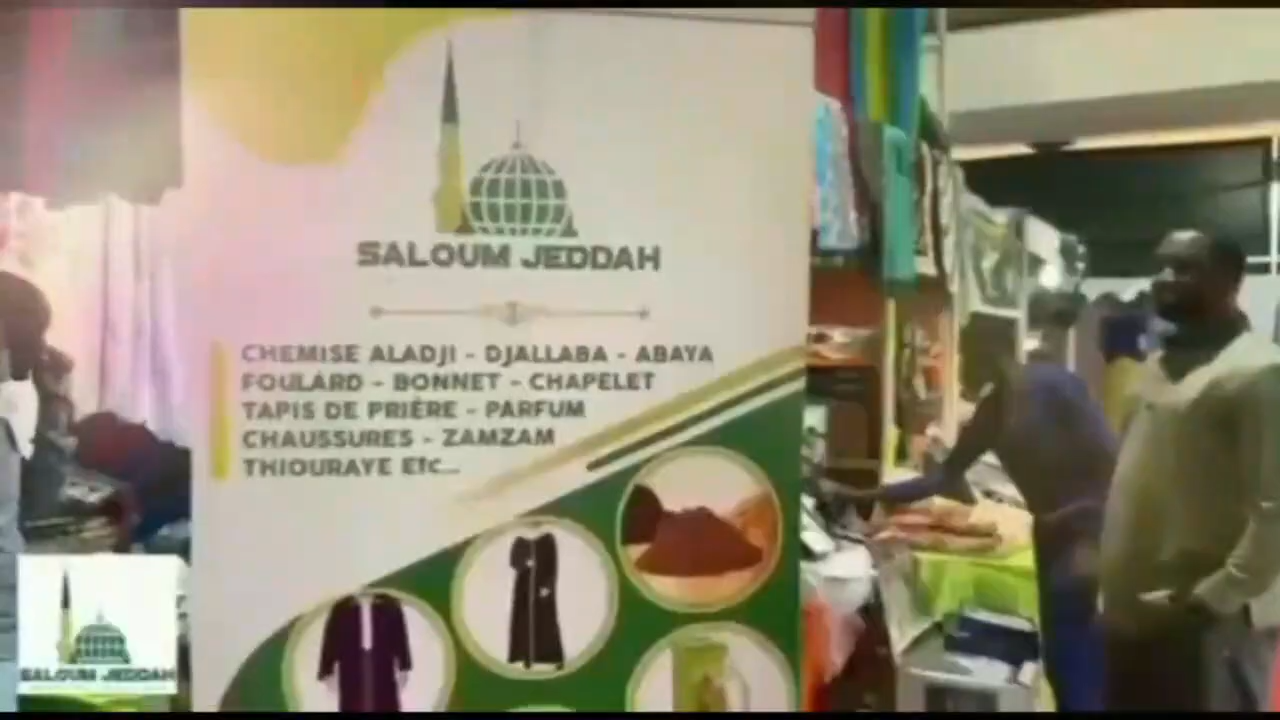 SALOUM JEDDAH
CHEMISE ALADJI - DJALLABA - ABAYA
FOULARD - BONNET - CHAPELET
TAPIS DE PRIÈRE - PARFUM
CHAUSSURES - ZAMZAM
THIOURAYE Etc...
SALOUM JEDDAH